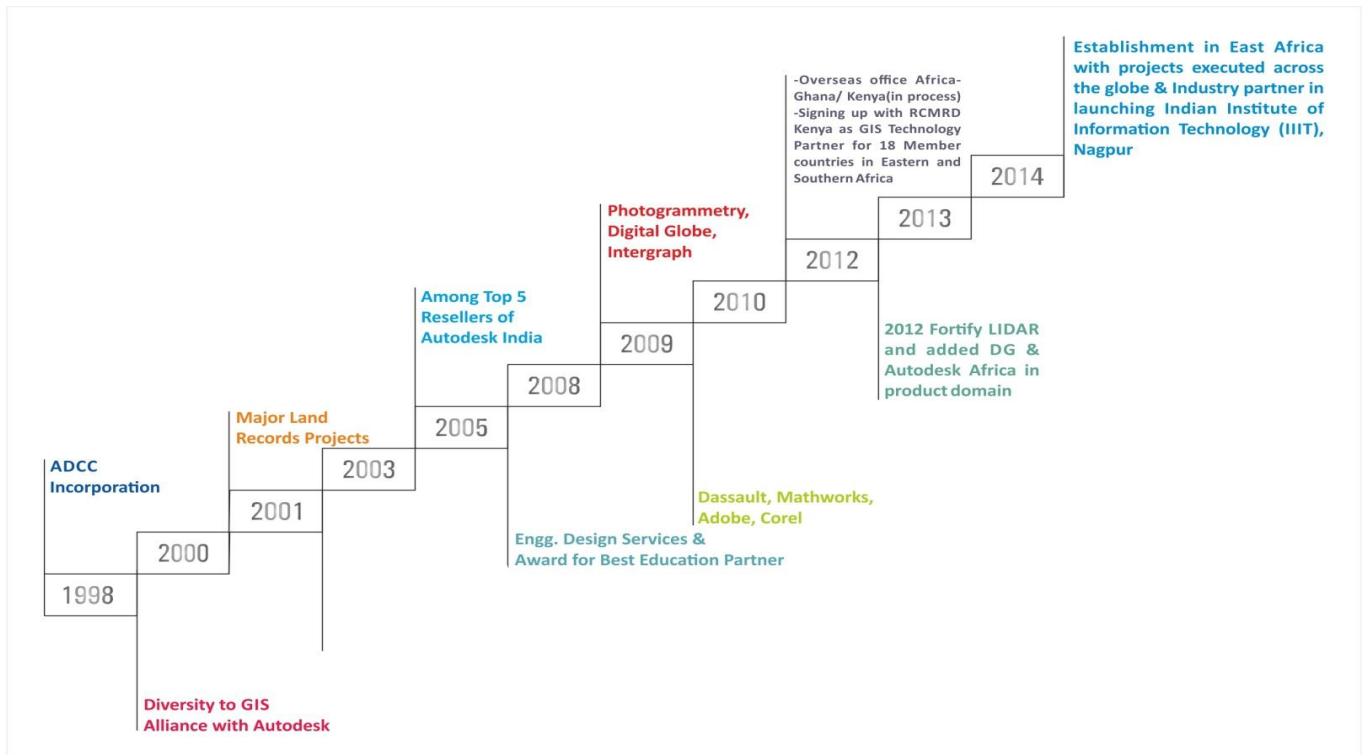 ADCC
Incorporation
1998
2000
Diversity to GIS
Alliance with Autodesk
Major Land
Records Projects
2001
2003
Among Top 5
Resellers of
Autodesk India
2005
Engg. Design Services &
Award for Best Education Partner
2008
Photogrammetry,
Digital Globe,
Intergraph
2009
Dassault, Mathworks,
Adobe, Corel
2010
-Overseas office Africa-
Ghana/ Kenya(in process)
-Signing up with RCMRD
Kenya as GIS Technology
Partner for 18 Member
countries in Eastern and
Southern Africa
2012
2012 Fortify LIDAR
and added DG &
Autodesk Africa in
product domain
2013
2014
Establishment in East Africa
with projects executed across
the globe & Industry partner in
launching Indian Institute of
Information Technology (IIIT),
Nagpur